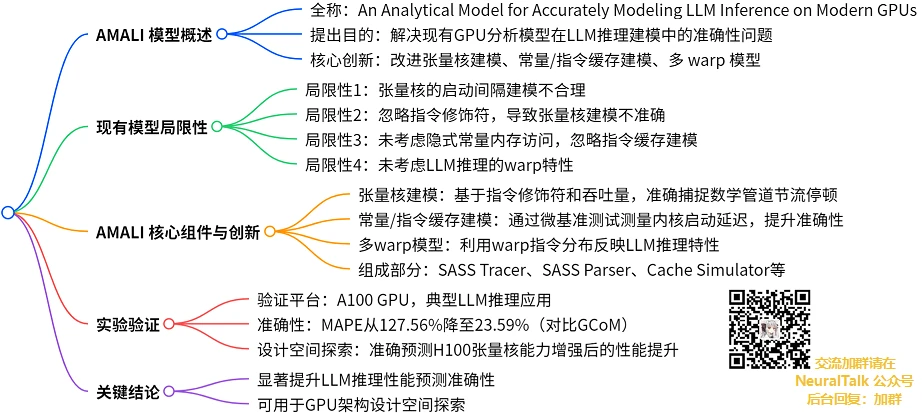 AMALI 模型概述
全称：An Analytical Model for Accurately Modeling LLM Inference on Modern GPUs
提出目的：解决现有GPU分析模型在LLM推理建模中的准确性问题
核心创新：改进张量核建模、常量/指令缓存建模、多 warp 模型
现有模型局限性
局限性1：张量核的启动间隔建模不合理
局限性2：忽略指令修饰符，导致张量核建模不准确
局限性3：未考虑隐式常量内存访问，忽略指令缓存建模
局限性4：未考虑LLM推理的warp特性
AMALI 核心组件与创新
张量核建模：基于指令修饰符和吞吐量，准确捕捉数学管道节流停顿
常量/指令缓存建模：通过微基准测试测量内核启动延迟，提升准确性
多warp模型：利用warp指令分布反映LLM推理特性
组成部分：SASS Tracer、SASS Parser、Cache Simulator等
实验验证
验证平台：A100 GPU，典型LLM推理应用
准确性：MAPE从127.56%降至23.59%（对比GCoM）
设计空间探索：准确预测H100张量核能力增强后的性能提升
关键结论
显著提升LLM推理性能预测准确性
可用于GPU架构设计空间探索
交流加群请在
NeuralTalk 公众号
后台回复：加群